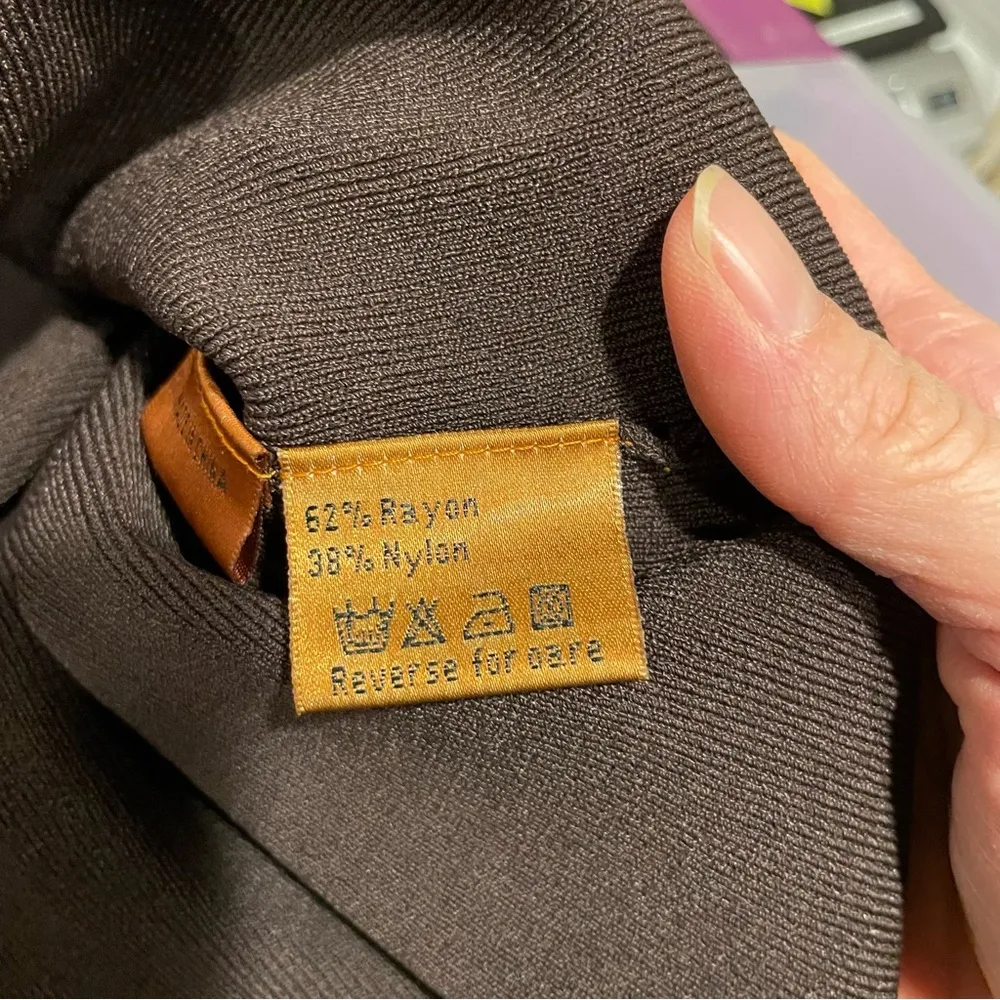 62% Rayon
38% Nylon
Reverse for care